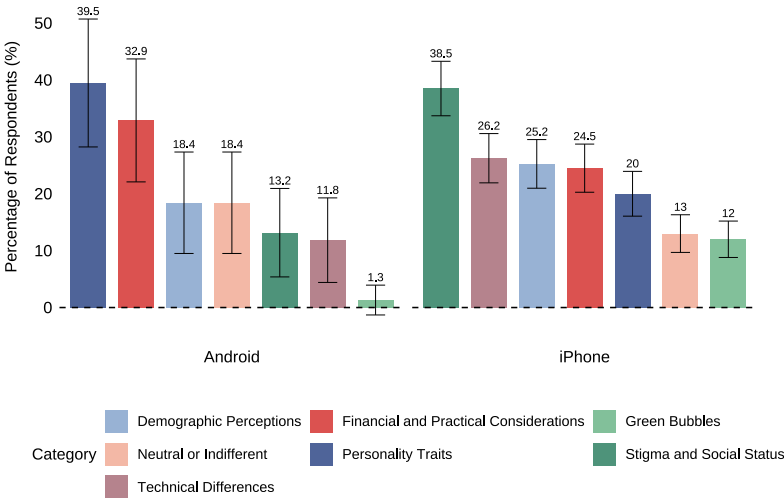 Percentage of Respondents (%)
50
40
30
20
10
0
39.5
32.9
18.4
18.4
13.2
11.8
1.3
38.5
26.2
25.2
24.5
20
13
12
Android
iPhone
Category
Demographic Perceptions
Financial and Practical Considerations
Green Bubbles
Neutral or Indifferent
Personality Traits
Stigma and Social Status
Technical Differences